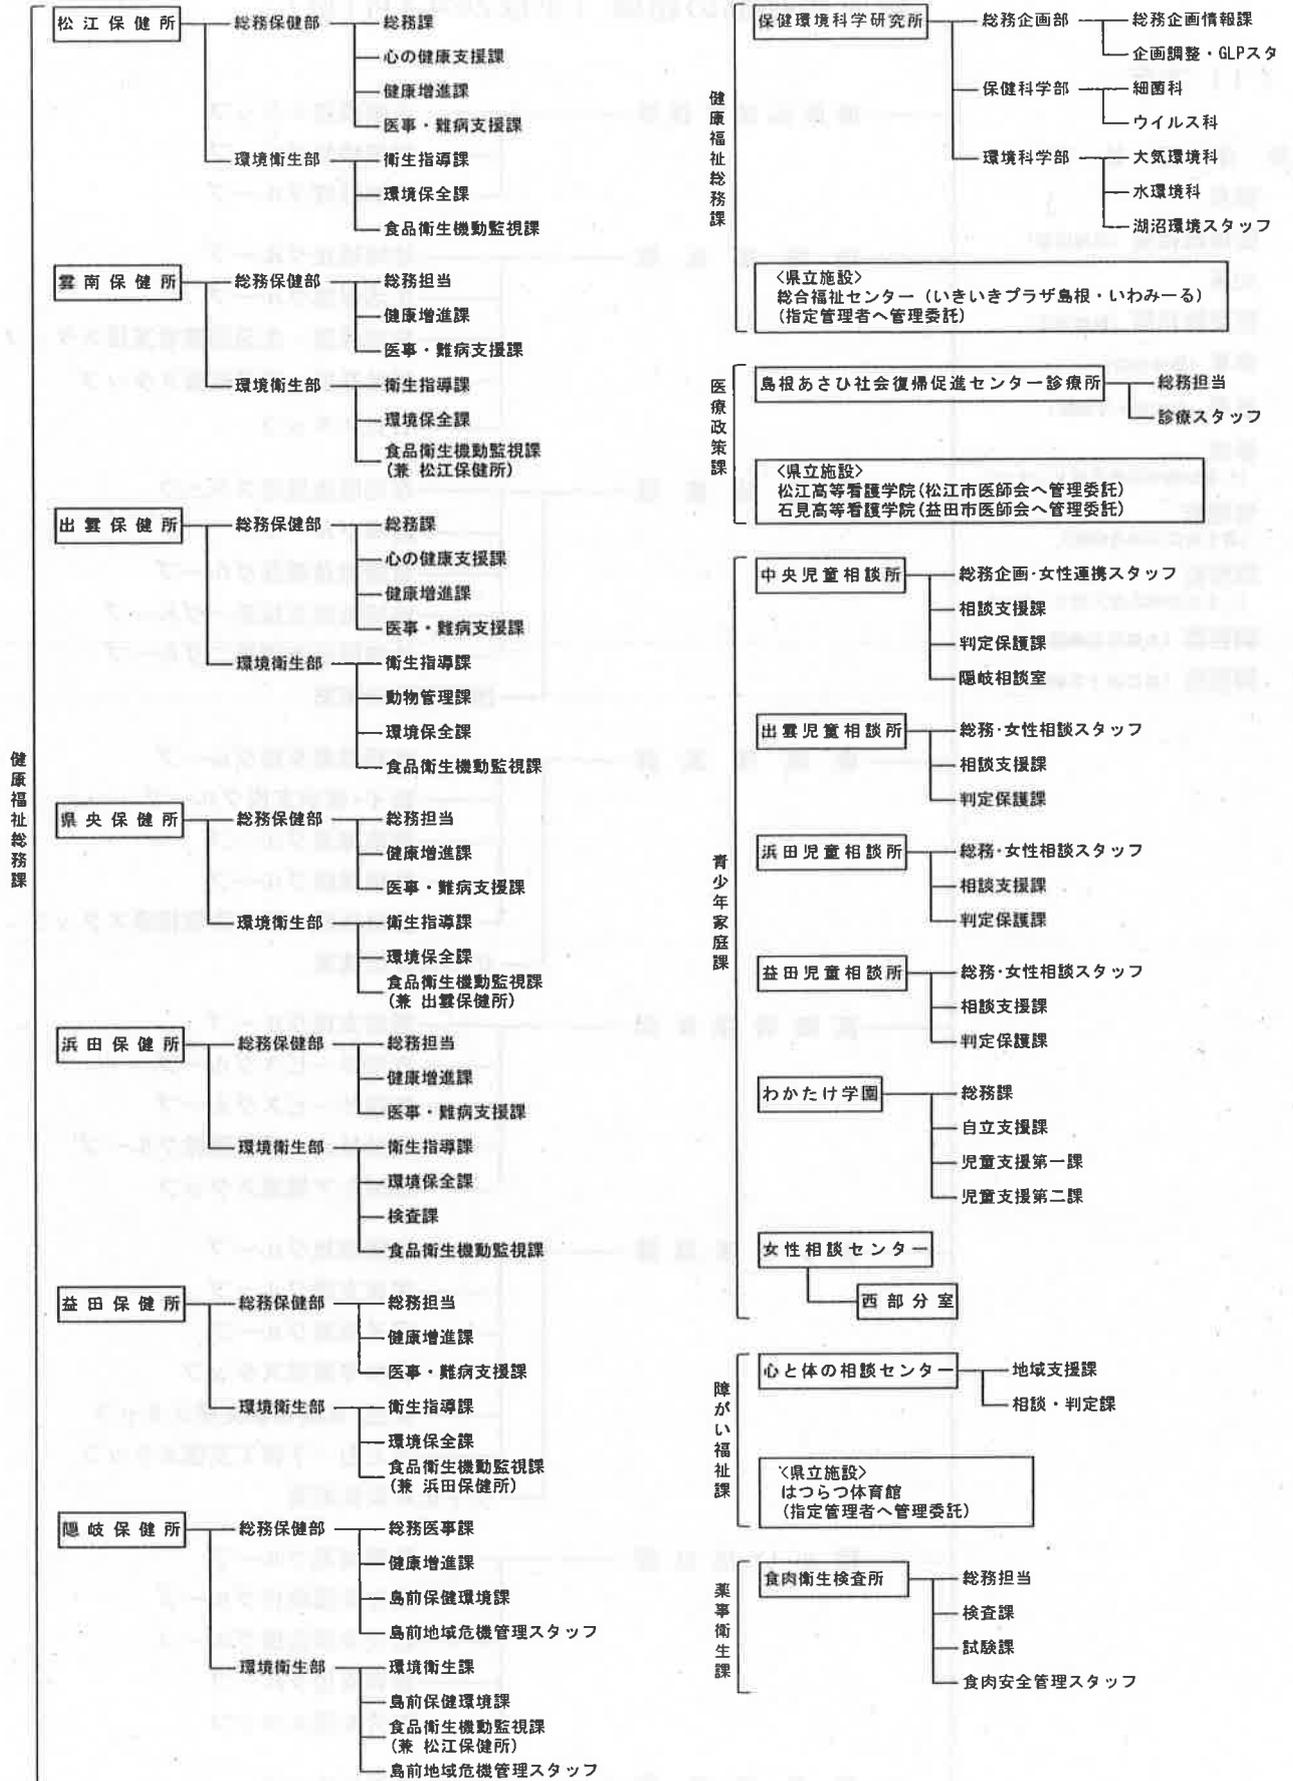 健康福祉総務課
松江保健所
総務保健部
総務課
心の健康支援課
健康増進課
医事・難病支援課
環境衛生部
衛生指導課
環境保全課
食品衛生機動監視課
雲南保健所
総務保健部
総務担当
健康増進課
医事・難病支援課
環境衛生部
衛生指導課
環境保全課
食品衛生機動監視課
(兼 松江保健所)
出雲保健所
総務保健部
総務課
心の健康支援課
健康増進課
医事・難病支援課
環境衛生部
衛生指導課
動物管理課
環境保全課
食品衛生機動監視課
県央保健所
総務保健部
総務担当
健康増進課
医事・難病支援課
環境衛生部
衛生指導課
環境保全課
食品衛生機動監視課
(兼 出雲保健所)
浜田保健所
総務保健部
総務担当
健康増進課
医事・難病支援課
環境衛生部
衛生指導課
環境保全課
検査課
食品衛生機動監視課
益田保健所
総務保健部
総務担当
健康増進課
医事・難病支援課
環境衛生部
衛生指導課
環境保全課
食品衛生機動監視課
(兼 浜田保健所)
隠岐保健所
総務保健部
総務医事課
健康増進課
島前保健環境課
島前地域危機管理スタッフ
環境衛生部
環境衛生課
島前保健環境課
食品衛生機動監視課
(兼 松江保健所)
島前地域危機管理スタッフ
健康福祉総務課
保健環境科学研究所
総務企画部
総務企画情報課
企画調整・GLPスタ
保健科学部
細菌科
ウイルス科
環境科学部
大気環境科
水環境科
湖沼環境スタッフ
〈県立施設〉
総合福祉センター（いきいきプラザ島根・いわみーる）
(指定管理者へ管理委託)
医療政策課
島根あさひ社会復帰促進センター診療所
総務担当
診療スタッフ
〈県立施設〉
松江高等看護学院(松江市医師会へ管理委託)
石見高等看護学院(益田市医師会へ管理委託)
青少年家庭課
中央児童相談所
総務企画･女性連携スタッフ
相談支援課
判定保護課
隠岐相談室
出雲児童相談所
総務･女性相談スタッフ
相談支援課
判定保護課
浜田児童相談所
総務･女性相談スタッフ
相談支援課
判定保護課
益田児童相談所
総務･女性相談スタッフ
相談支援課
判定保護課
わかたけ学園
総務課
自立支援課
児童支援第一課
児童支援第二課
女性相談センター
西部分室
障がい福祉課
心と体の相談センター
地域支援課
相談・判定課
〈県立施設〉
はつらつ体育館
(指定管理者へ管理委託)
薬事衛生課
食肉衛生検査所
総務担当
検査課
試験課
食肉安全管理スタッフ